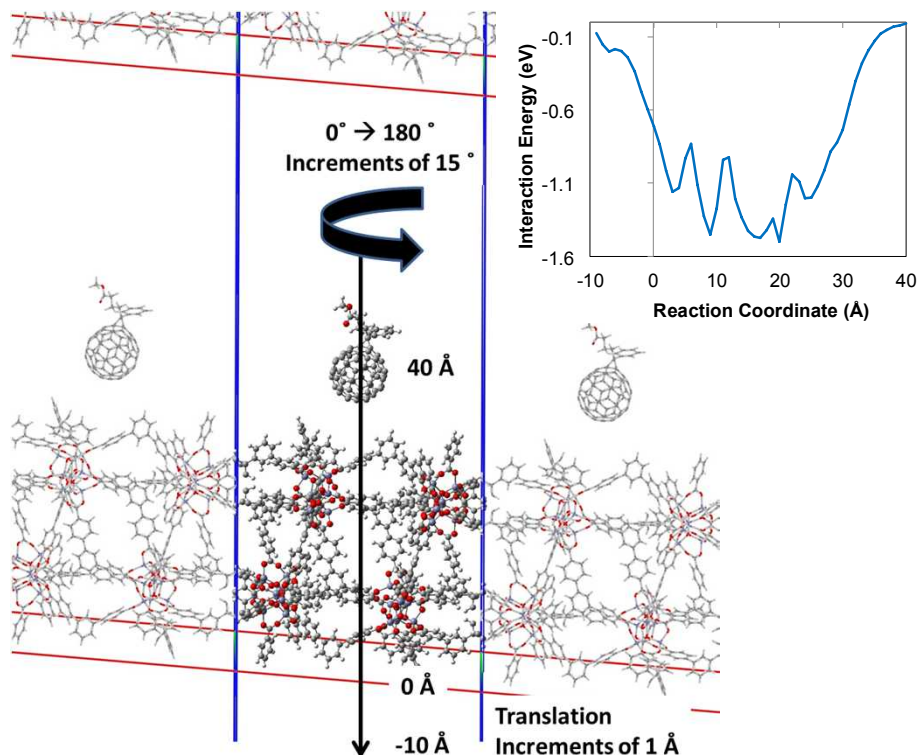 0˚ → 180 ˚
Increments of 15 ˚
40 Å
0 Å
-10 Å
Translation
Increments of 1 Å
Interaction Energy (eV)
-0.1
-0.6
-1.1
-1.6
-10 0 10 20 30 40
Reaction Coordinate (Å)